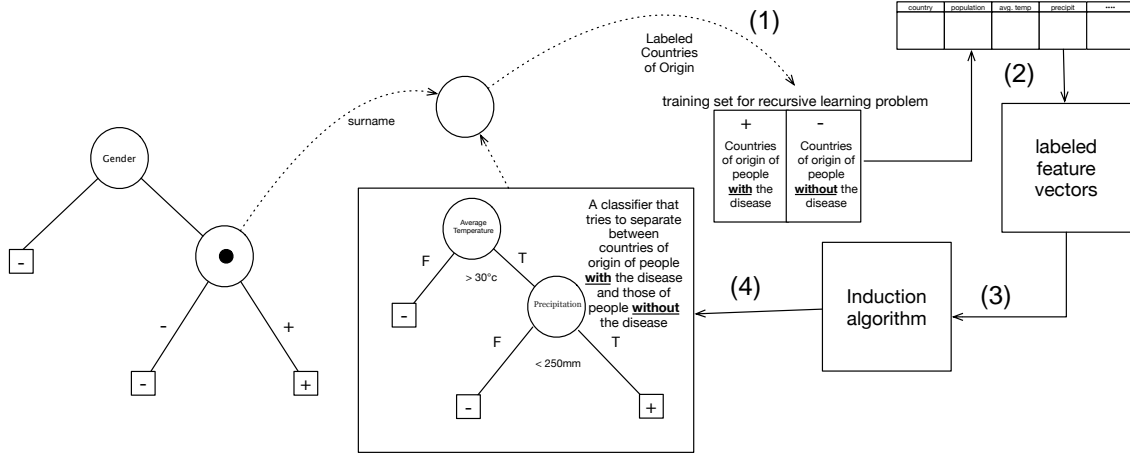 (1)
country population avg. temp precipit ....
Labeled
Countries
of Origin
(2)
training set for recursive learning problem
surname
+
-
Countries
of origin of
people
with the
disease
Countries
of origin of
people
without the
disease
labeled
feature
vectors
Gender
-
-
+
-
+
Average
Temperature
F
T
> 30°c
-
Precipitation
F
T
< 250mm
-
+
A classifier that
tries to separate
between
countries of
origin of people
with the disease
and those of
people without
the disease
(4)
Induction
algorithm
(3)